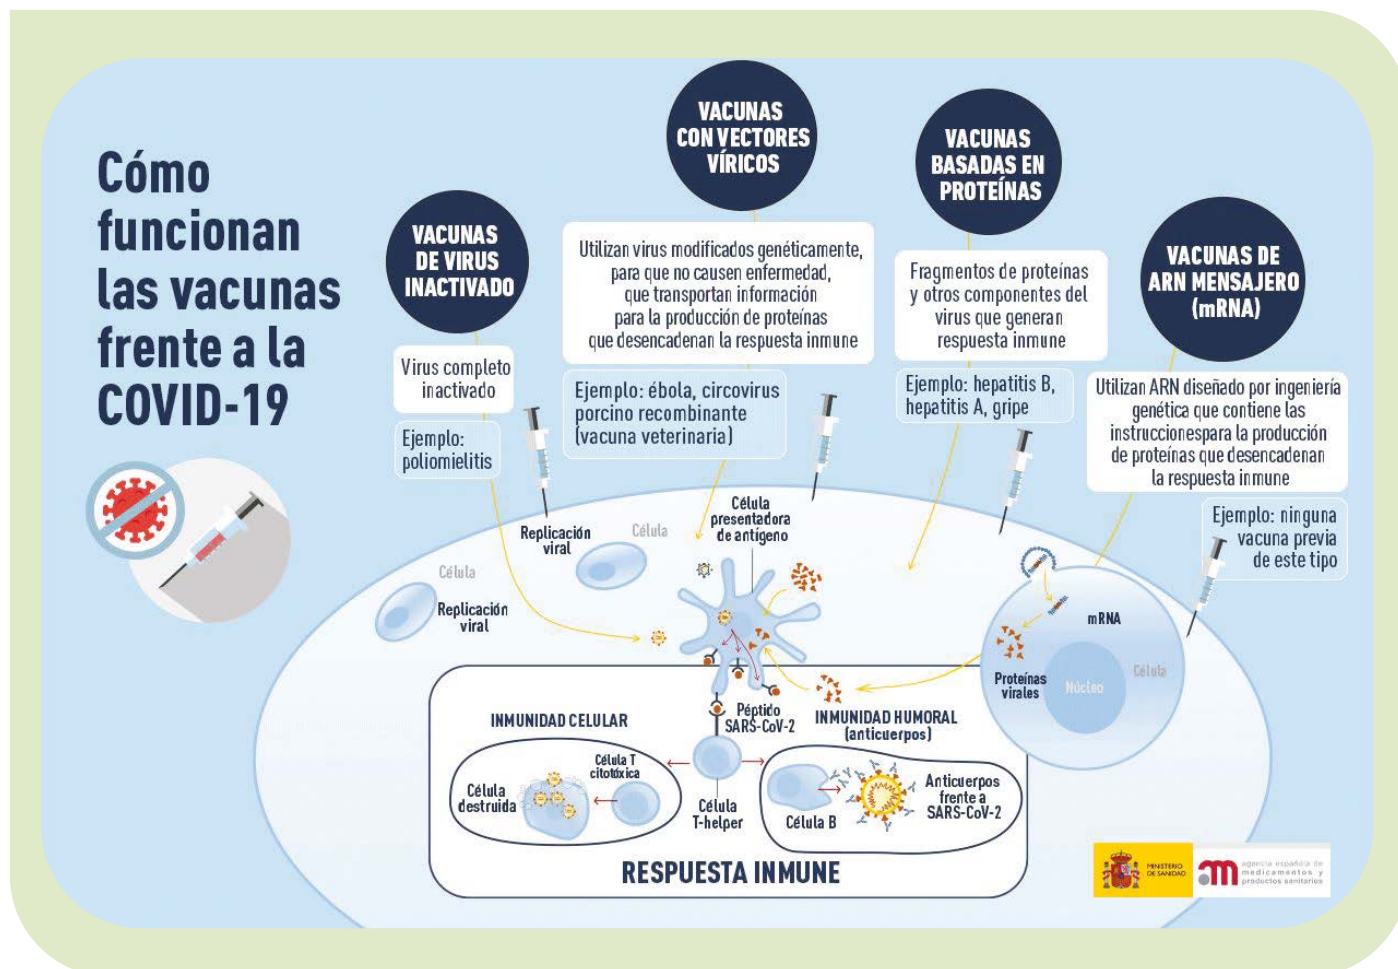 Cómo
funcionan
las vacunas
frente a la
COVID-19
VACUNAS
DE VIRUS
INACTIVADO
Virus completo
inactivado
Ejemplo:
poliomielitis
VACUNAS
CON VECTORES
VÍRICOS
Utilizan virus modificados genéticamente,
para que no causen enfermedad,
que transportan información
para la producción de proteínas
que desencadenan la respuesta inmune
Ejemplo: ébola, circovirus
porcino recombinante
(vacuna veterinaria)
VACUNAS
BASADAS EN
PROTEÍNAS
Fragmentos de proteínas
y otros componentes del
virus que generan
respuesta inmune
Ejemplo: hepatitis B,
hepatitis A, gripe
VACUNAS DE
ARN MENSAJERO
(mRNA)
Utilizan ARN diseñado por ingeniería
genética que contiene las
instruccionespara la producción
de proteínas que desencadenan
la respuesta inmune
Ejemplo: ninguna
vacuna previa
de este tipo
Replicación
viral
Célula
Célula
presentadora
de antígeno
Célula
Replicación
viral
mRNA
Proteínas
virales
Núcleo
Célula
Péptido
SARS-CoV-2
INMUNIDAD CELULAR
Célula T
citotóxica
Célula
destruida
Célula
T-helper
INMUNIDAD HUMORAL
(anticuerpos)
Célula B
Anticuerpos
frente a
SARS-CoV-2
RESPUESTA INMUNE
MINISTERIO
DE SANIDAD
am
agencia española de
medicamentos y
productos sanitarios